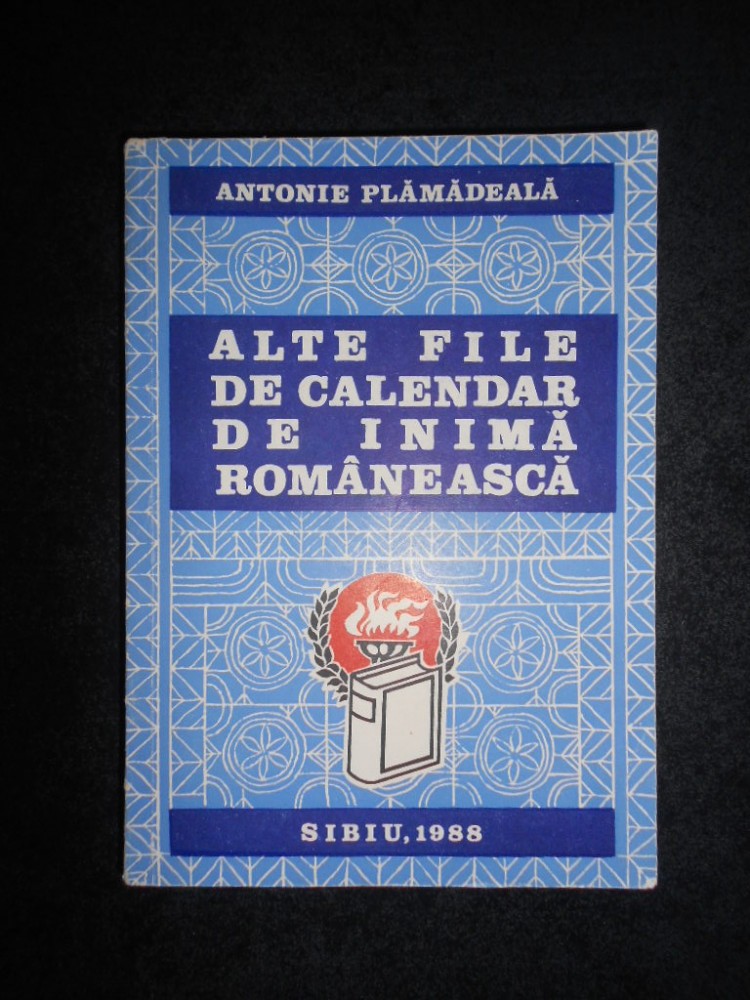 ANTONIE PLĂMĂDEALĂ
ALTE FILE
DE CALENDAR
DE INIMĂ
ROMÂNEASCĂ
SIBIU, 1988